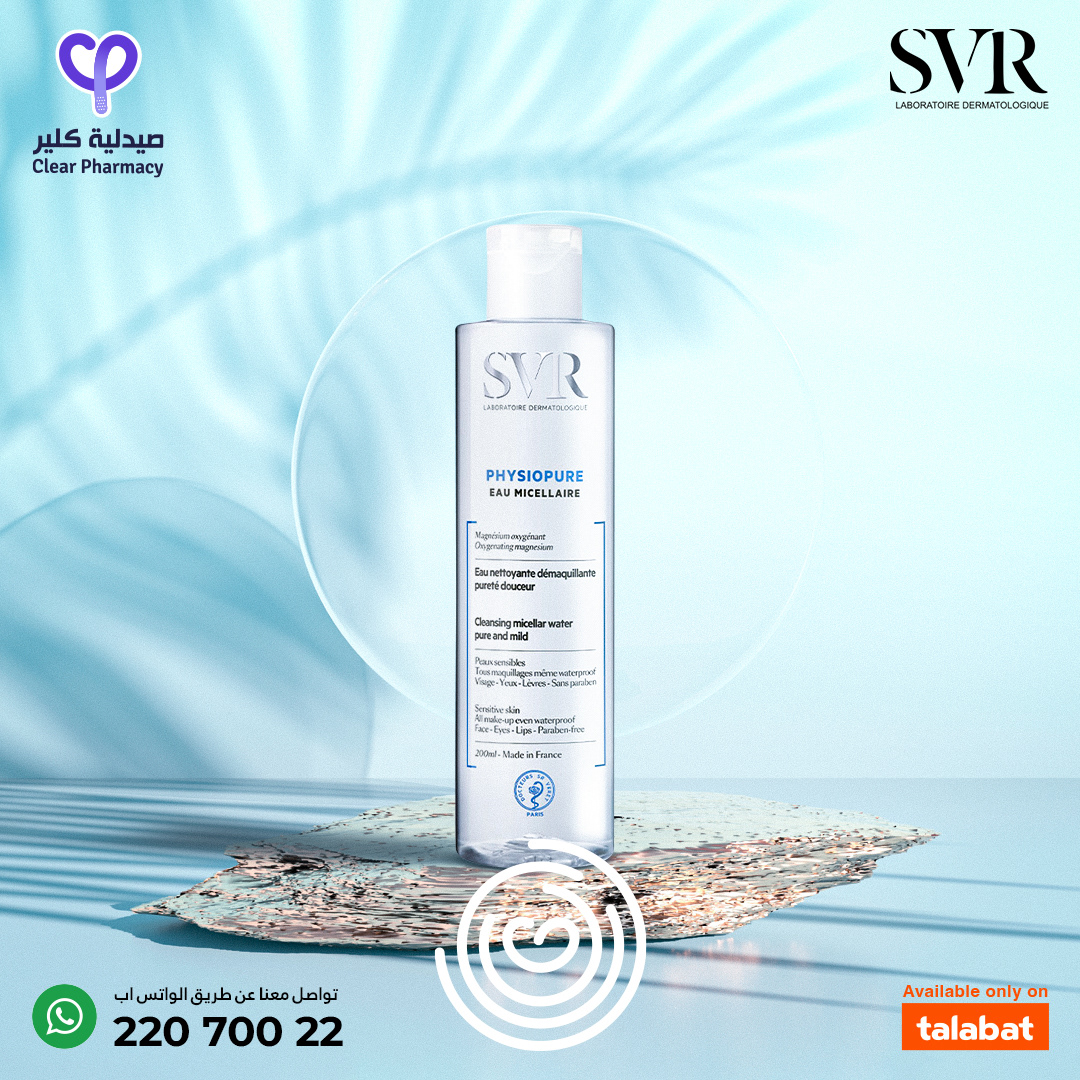 صيدلية كلير
Clear Pharmacy
SVR
LABORATOIRE DERMATOLOGIQUE
SVR
LABORATOIRE DERMATOLOGIQUE
PHYSIOPURE
EAU MICELLAIRE
Magnésium oxygénant
Oxygenating magnesium
Eau nettoyante démaquillante
pureté douceur
Cleansing micellar water
pure and mild
Peaux sensibles
Tous maquillages même waterproof
Visage - Yeux - Lèvres - Sans paraben
Sensitive skin
All make-up even waterproof
Face - Eyes - Lips - Paraben-free
200ml - Made in France
DOCTEURS SR VERET
PARIS
تواصل معنا عن طريق الواتس اب
220 700 22
Available only on
talabat